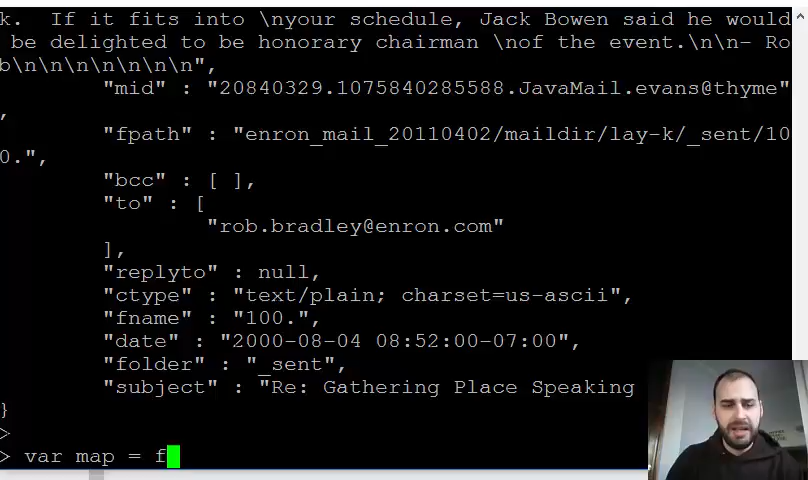 k.  If it fits into \nyour schedule, Jack Bowen said he would
 be delighted to be honorary chairman \nof the event.\n\n- Ro
b\n\n\n\n\n\n\n",
        "mid" : "20840329.1075840285588.JavaMail.evans@thyme"
,
        "fpath" : "enron_mail_20110402/maildir/lay-k/_sent/10
0.",
        "bcc" : [ ],
        "to" : [
                "rob.bradley@enron.com"
        ],
        "replyto" : null,
        "ctype" : "text/plain; charset=us-ascii",
        "fname" : "100.",
        "date" : "2000-08-04 08:52:00-07:00",
        "folder" : "_sent",
        "subject" : "Re: Gathering Place Speaking
}
>
> var map = f